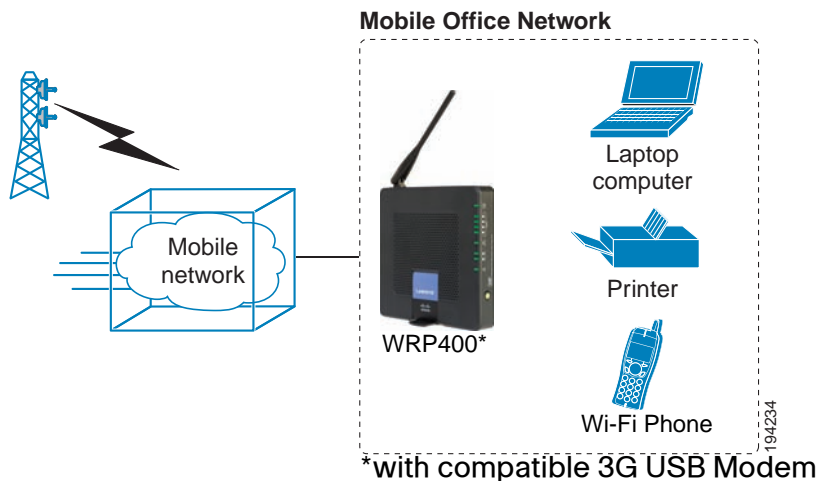 Mobile Office Network
Mobile
network
WRP400*
Laptop
computer
Printer
Wi-Fi Phone
194234
*with compatible 3G USB Modem